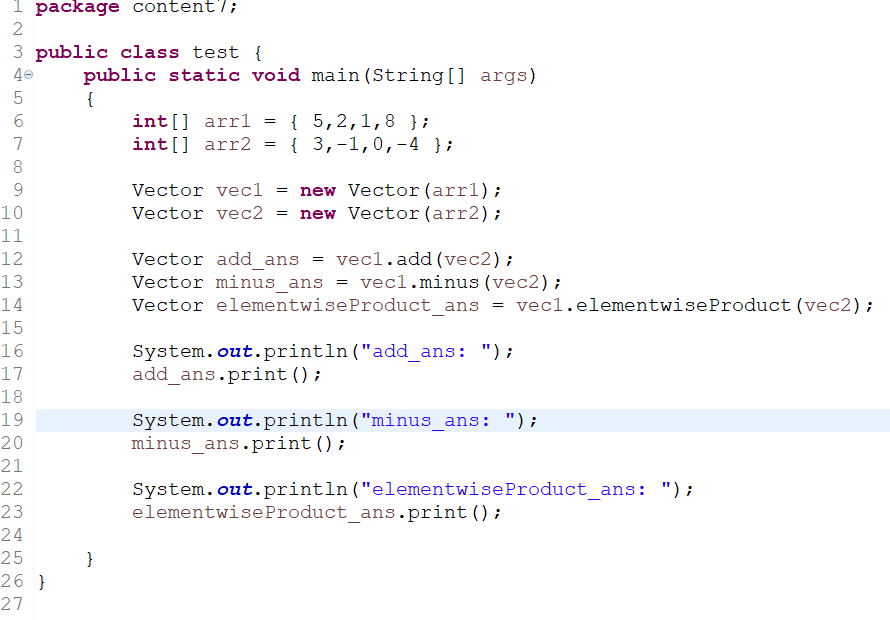 1 package content7;
2
3 public class test {
4 public static void main(String[] args)
5 {
6 int[] arr1 = { 5,2,1,8 };
7 int[] arr2 = { 3,-1,0,-4 };
8
9 Vector vec1 = new Vector(arr1);
10 Vector vec2 = new Vector(arr2);
11
12 Vector add_ans = vec1.add(vec2);
13 Vector minus_ans = vec1.minus(vec2);
14 Vector elementwiseProduct_ans = vec1.elementwiseProduct(vec2);
15
16 System.out.println("add_ans: ");
17 add_ans.print();
18
19 System.out.println("minus_ans: ");
20 minus_ans.print();
21
22 System.out.println("elementwiseProduct_ans: ");
23 elementwiseProduct_ans.print();
24
25 }
26 }
27